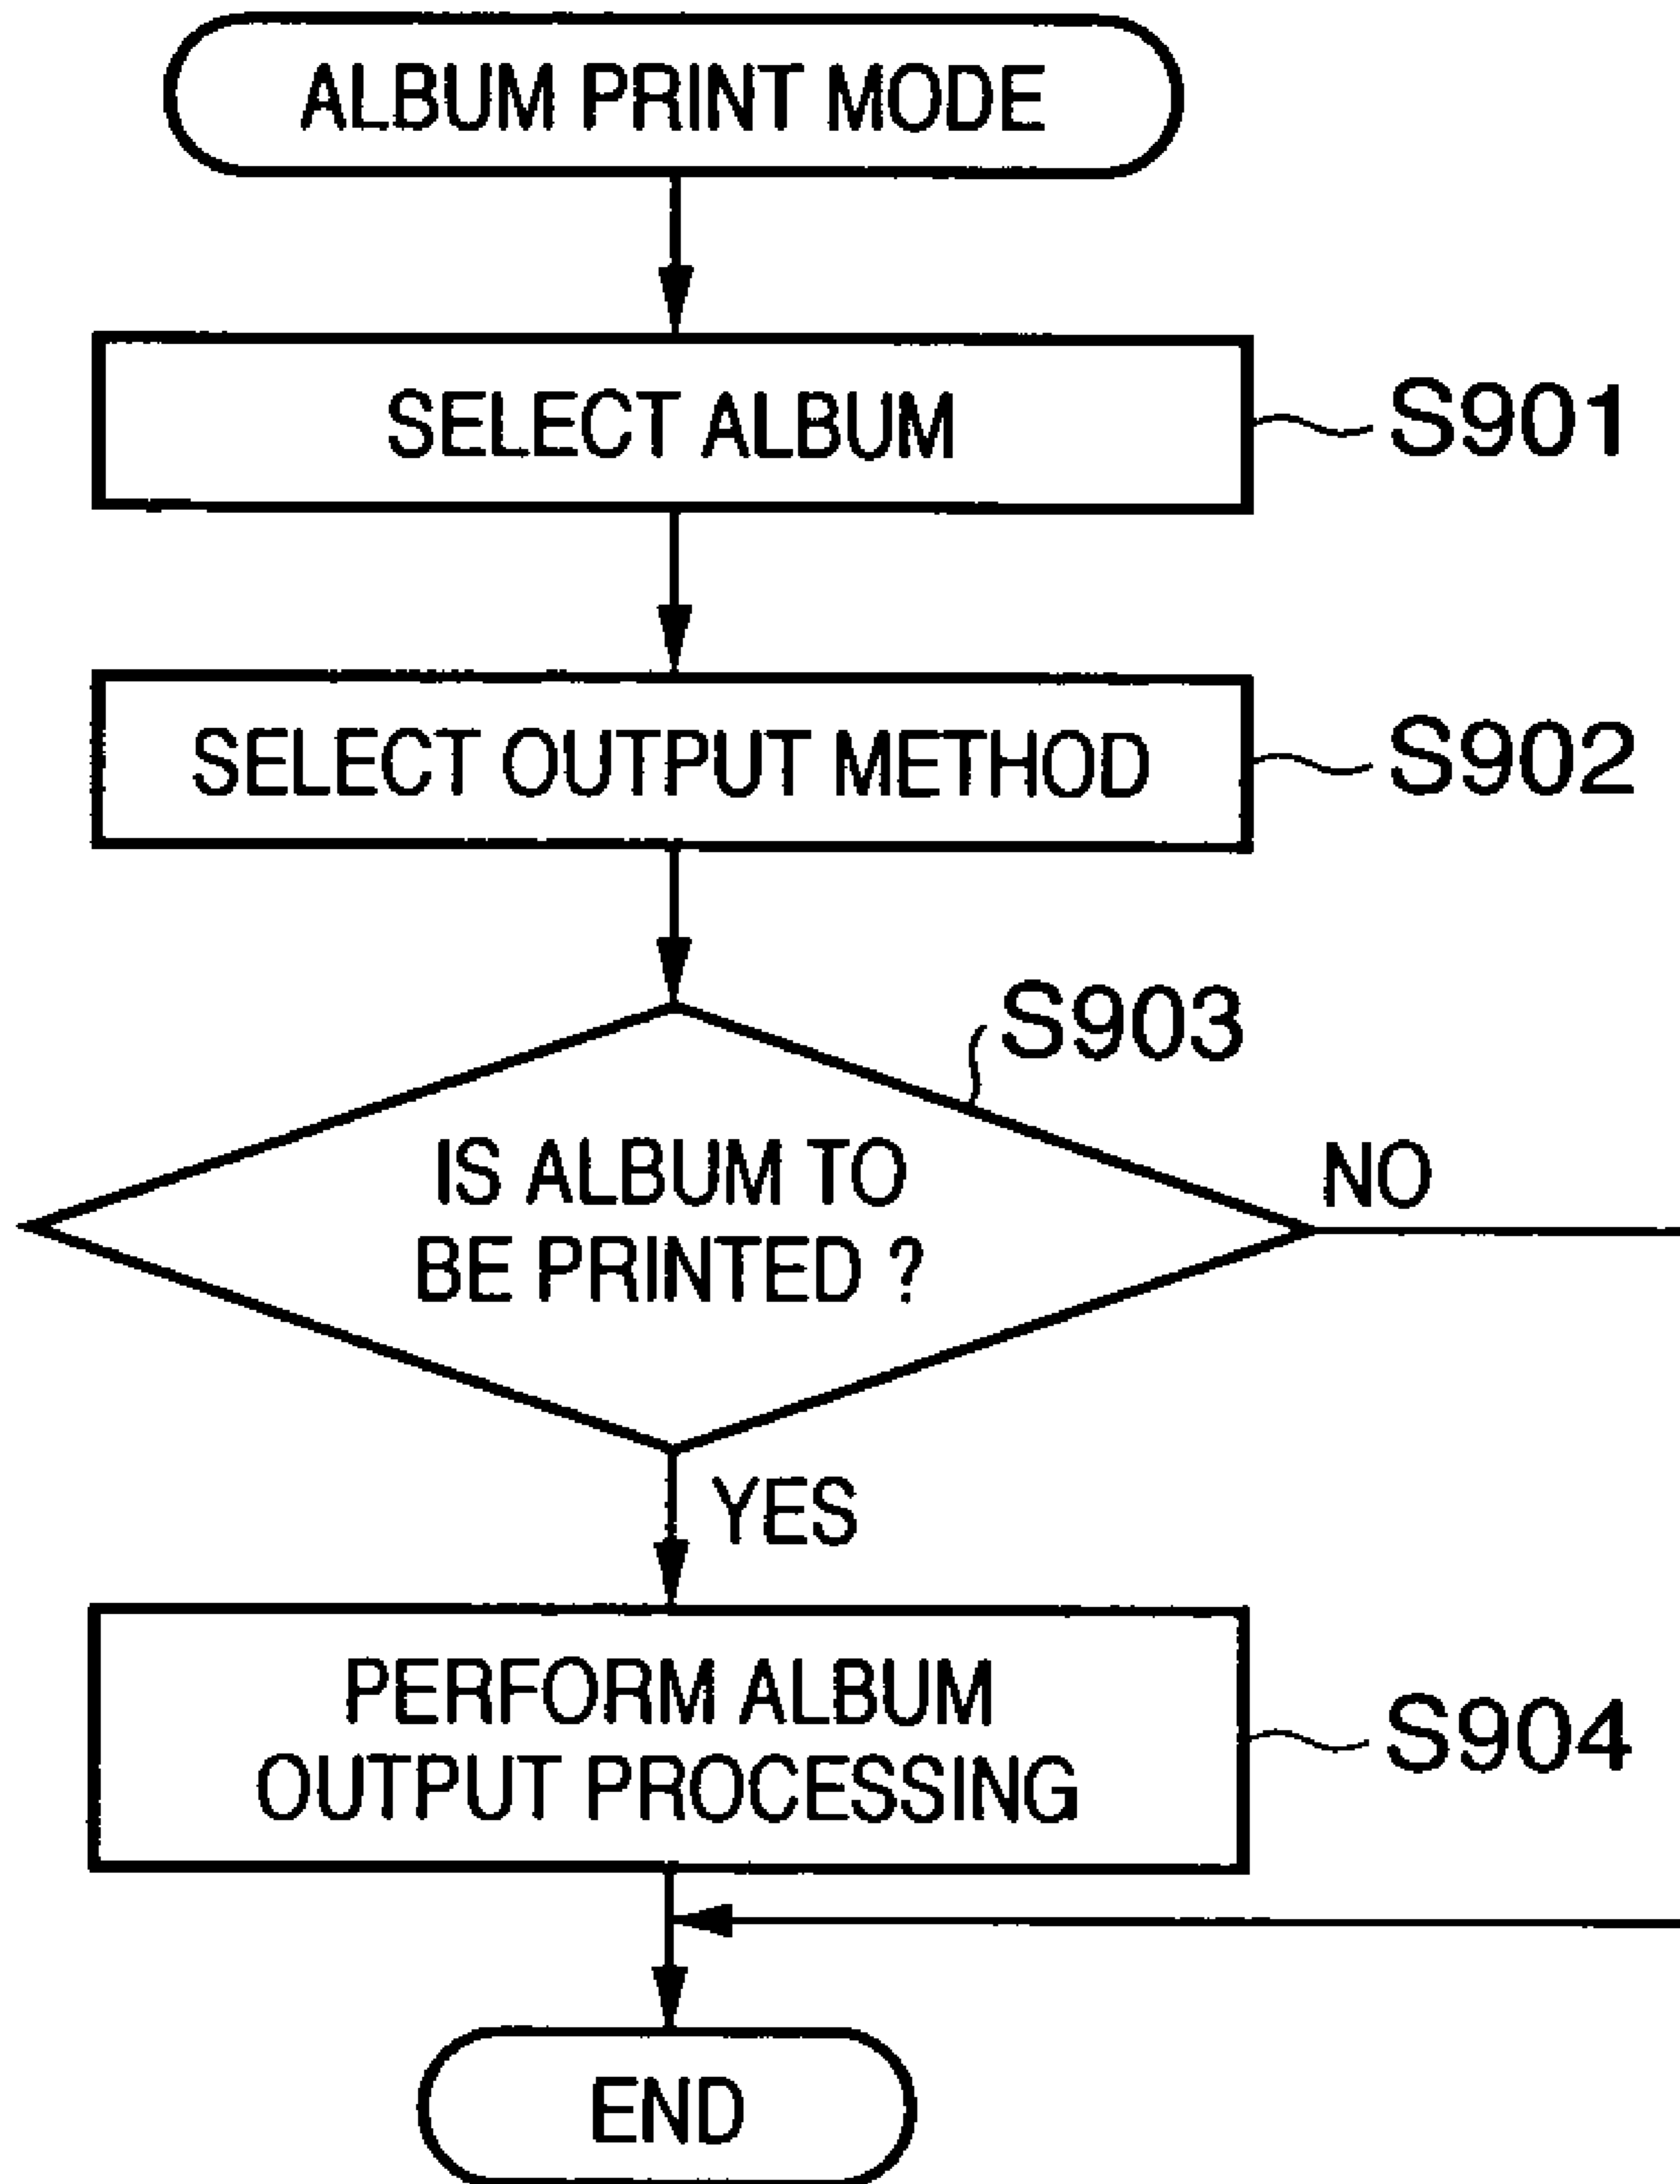 ALBUM PRINT MODE
SELECT ALBUM
S901
SELECT OUTPUT METHOD
S902
S903
IS ALBUM TO
BE PRINTED ?
NO
YES
PERFORM ALBUM
OUTPUT PROCESSING
S904
END